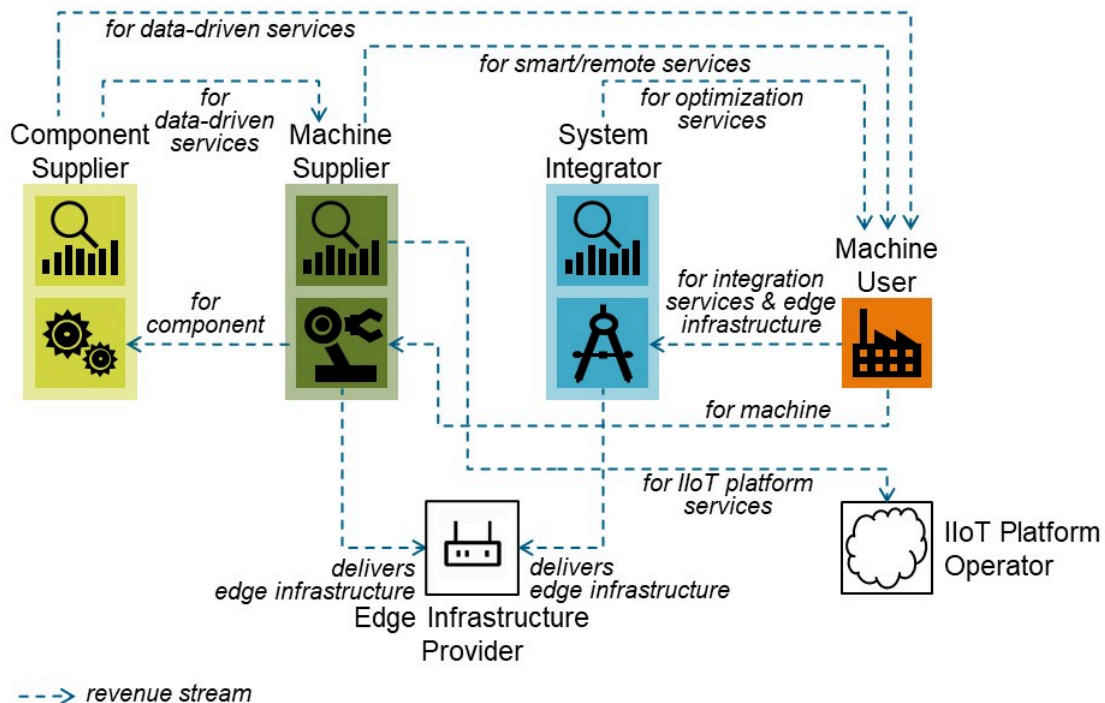 for data-driven services
for smart/remote services
for
data-driven
services
for optimization
services
Component
Supplier
Machine
Supplier
System
Integrator
Machine
User
for
component
for integration
services & edge
infrastructure
for machine
for IIoT platform
services
delivers
edge infrastructure
delivers
edge infrastructure
Edge Infrastructure
Provider
IIoT Platform
Operator
revenue stream